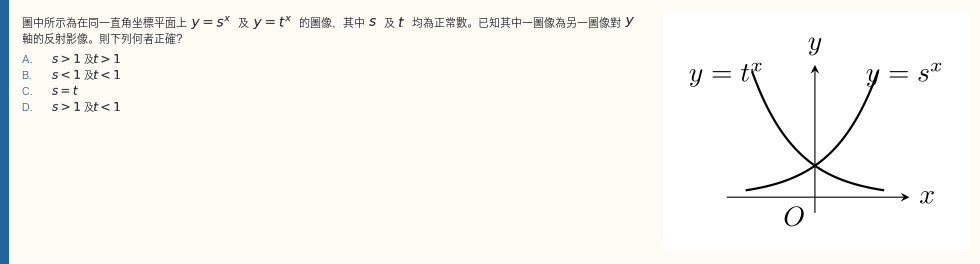 圖中所示為在同一直角坐標平面上 y = s^x 及 y = t^x 的圖像, 其中 s 及 t 均為正常數。已知其中一圖像為另一圖像對 y
軸的反射影像。則下列何者正確?
A. s > 1 及t > 1
B. s < 1 及t < 1
C. s = t
D. s > 1 及t < 1
y
y = t^x
y = s^x
x
O